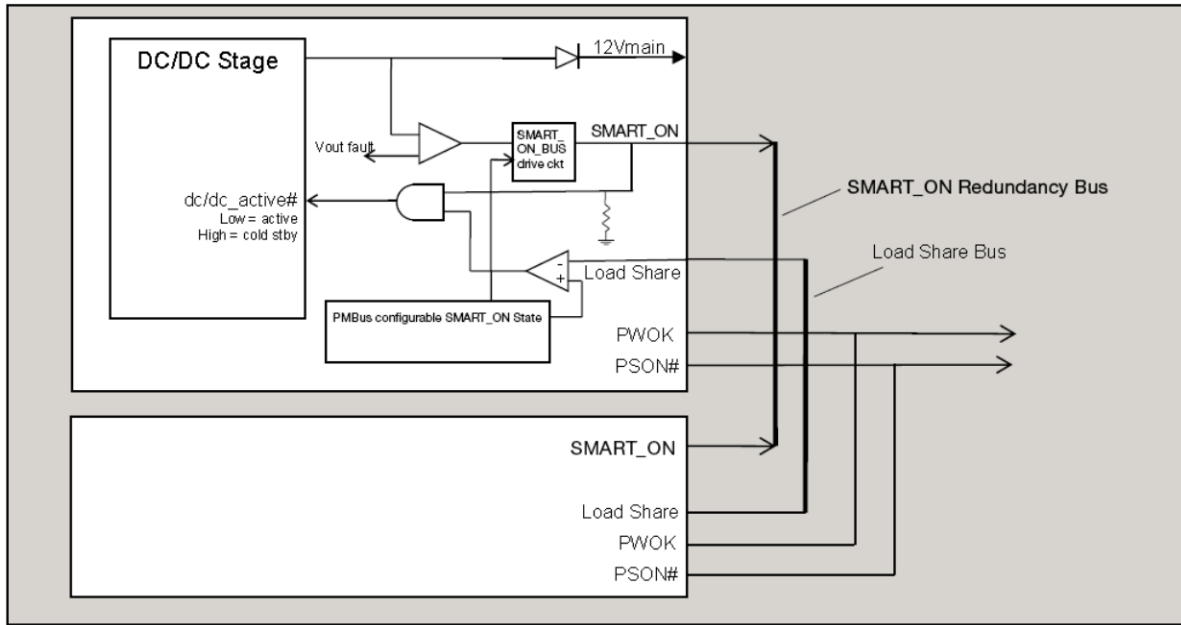 DC/DC Stage
12Vmain
Vout fault
SMART_
ON_BUS
drive ckt
SMART_ON
dc/dc_active#
Low = active
High = cold stby
-
+
Load Share
PMBus configurable SMART_ON State
PWOK
PSON#
SMART_ON Redundancy Bus
Load Share Bus
SMART_ON
Load Share
PWOK
PSON#